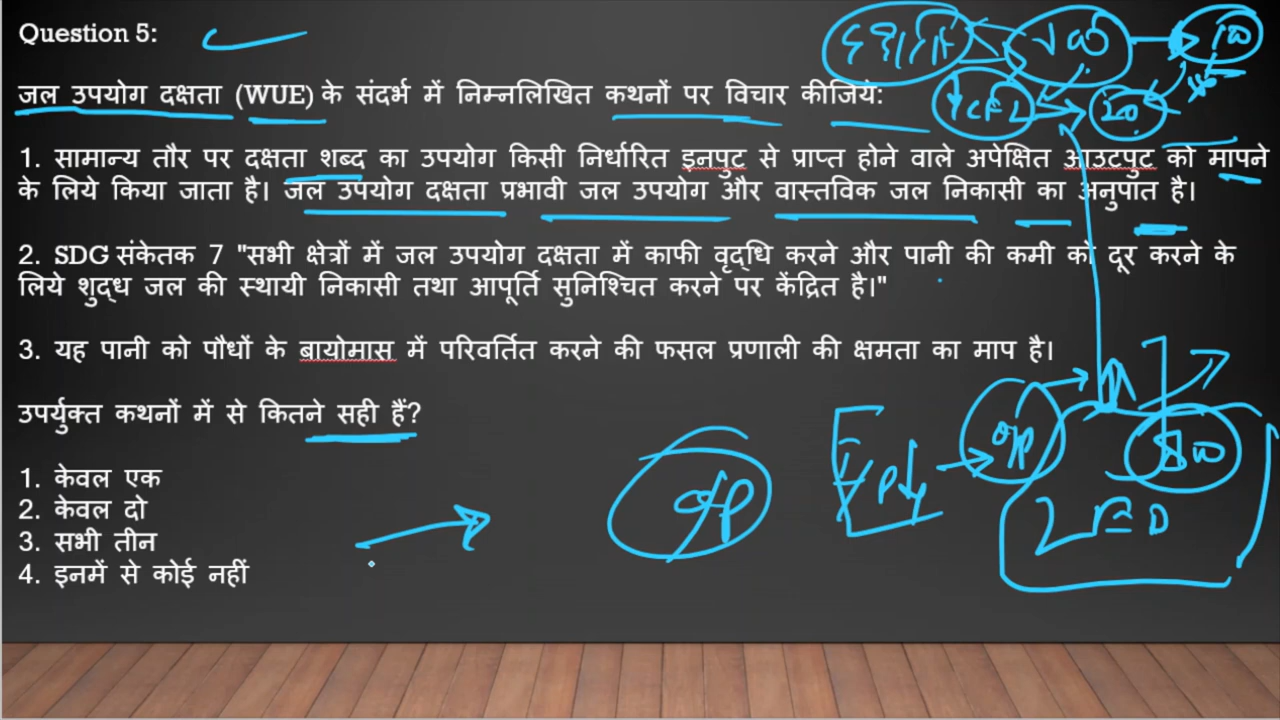 Question 5:
जल उपयोग दक्षता (WUE) के संदर्भ में निम्नलिखित कथनों पर विचार कीजिये:
1. सामान्य तौर पर दक्षता शब्द का उपयोग किसी निर्धारित इनपुट से प्राप्त होने वाले अपेक्षित आउटपुट को मापने
के लिये किया जाता है। जल उपयोग दक्षता प्रभावी जल उपयोग और वास्तविक जल निकासी का अनुपात है।
2. SDG संकेतक 7 "सभी क्षेत्रों में जल उपयोग दक्षता में काफी वृद्धि करने और पानी की कमी को दूर करने के
लिये शुद्ध जल की स्थायी निकासी तथा आपूर्ति सुनिश्चित करने पर केंद्रित है।"
3. यह पानी को पौधों के बायोमास में परिवर्तित करने की फसल प्रणाली की क्षमता का माप है।
उपर्युक्त कथनों में से कितने सही हैं?
1. केवल एक
2. केवल दो
3. सभी तीन
4. इनमें से कोई नहीं
o/p
o/p